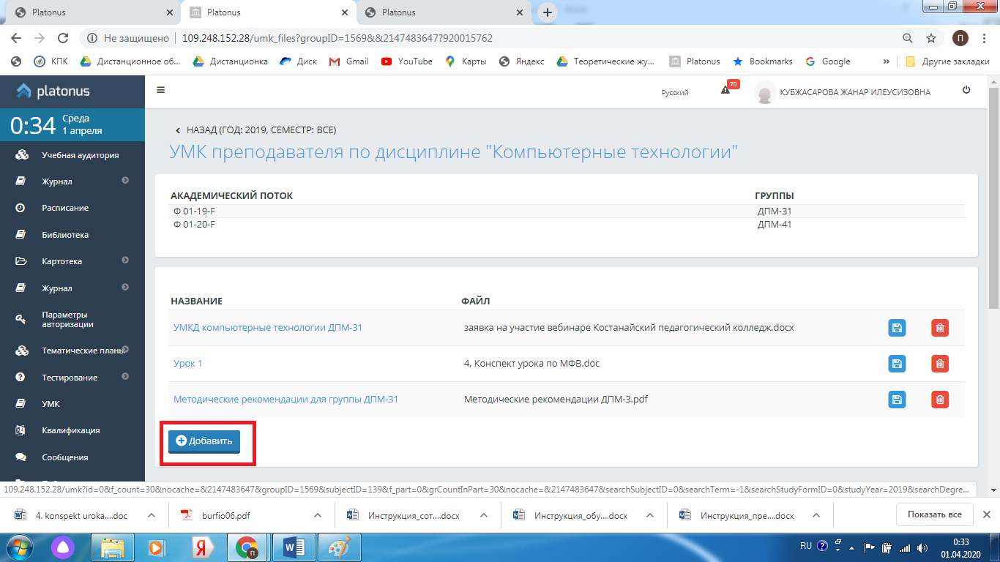 Platonus
Platonus
Platonus
Не защищено
109.248.152.28/umk_files?groupID=1569&&2147483647?920015762
П
КПК
Дистанционное об...
Дистанционка
Диск
Gmail
YouTube
Карты
Яндекс
Теоретические жу...
Platonus
Bookmarks
Google
»
Другие закладки
platonus
Русский
70
КУБЖАСАРОВА ЖАНАР ИЛЕУСИЗОВНА
0:34
Среда
1 апреля
НАЗАД (ГОД: 2019, СЕМЕСТР: ВСЕ)
УМК преподавателя по дисциплине "Компьютерные технологии"
Учебная аудитория
Журнал
Расписание
Библиотека
Картотека
Журнал
Параметры
авторизации
Тематические планы
Тестирование
УМК
Квалификация
Сообщения
АКАДЕМИЧЕСКИЙ ПОТОК ГРУППЫ
Ф 01-19-F ДПМ-31
Ф 01-20-F ДПМ-41
НАЗВАНИЕ ФАЙЛ
УМКД компьютерные технологии ДПМ-31 заявка на участие вебинаре Костанайский педагогический колледж.docx
Урок 1 4. Конспект урока по МФВ.doc
Методические рекомендации для группы ДПМ-31 Методические рекомендации ДПМ-3.pdf
Добавить
109.248.152.28/umk?id=0&f_count=30&nocache=&2147483647&groupID=1569&subjectID=139&f_part=0&grCountInPart=30&nocache=&2147483647&searchSubjectID=0&searchTerm=-1&searchStudyFormID=0&studyYear=2019&searchDegre...
4. konspekt uroka....doc
burfio06.pdf
Инструкция_сот....docx
Инструкция_обу....docx
Инструкция_пре....docx
Показать все
RU
0:33
01.04.2020